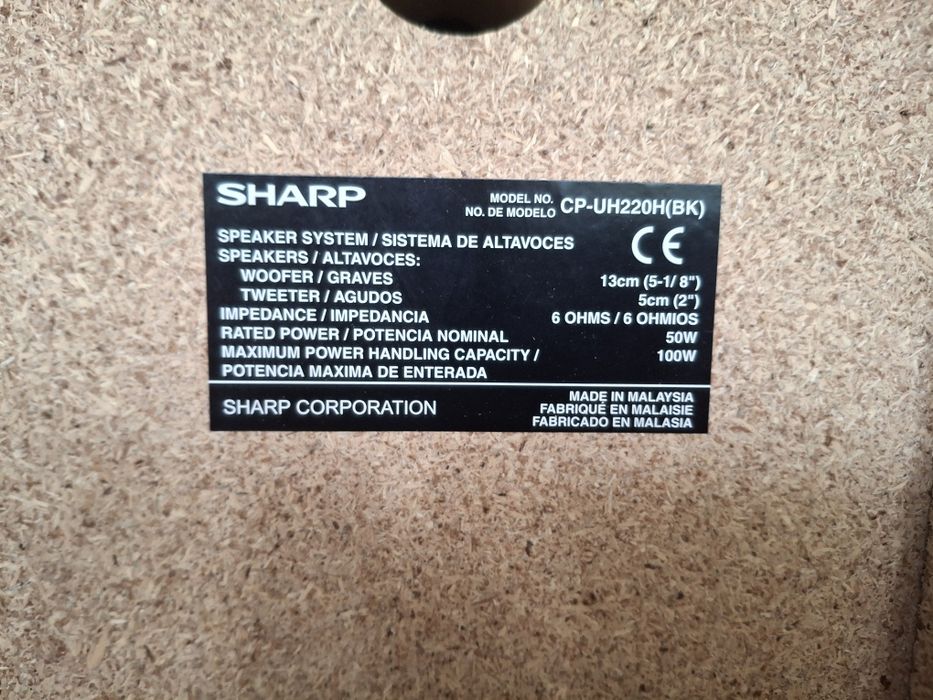 SHARP
MODEL NO.
NO. DE MODELO CP-UH220H(BK)
CE
SPEAKER SYSTEM / SISTEMA DE ALTAVOCES
SPEAKERS / ALTAVOCES:
WOOFER / GRAVES 13cm (5-1/ 8")
TWEETER / AGUDOS 5cm (2")
IMPEDANCE / IMPEDANCIA 6 OHMS / 6 OHMIOS
RATED POWER / POTENCIA NOMINAL 50W
MAXIMUM POWER HANDLING CAPACITY / 100W
POTENCIA MAXIMA DE ENTERADA
SHARP CORPORATION
MADE IN MALAYSIA
FABRIQUÉ EN MALAISIE
FABRICADO EN MALASIA